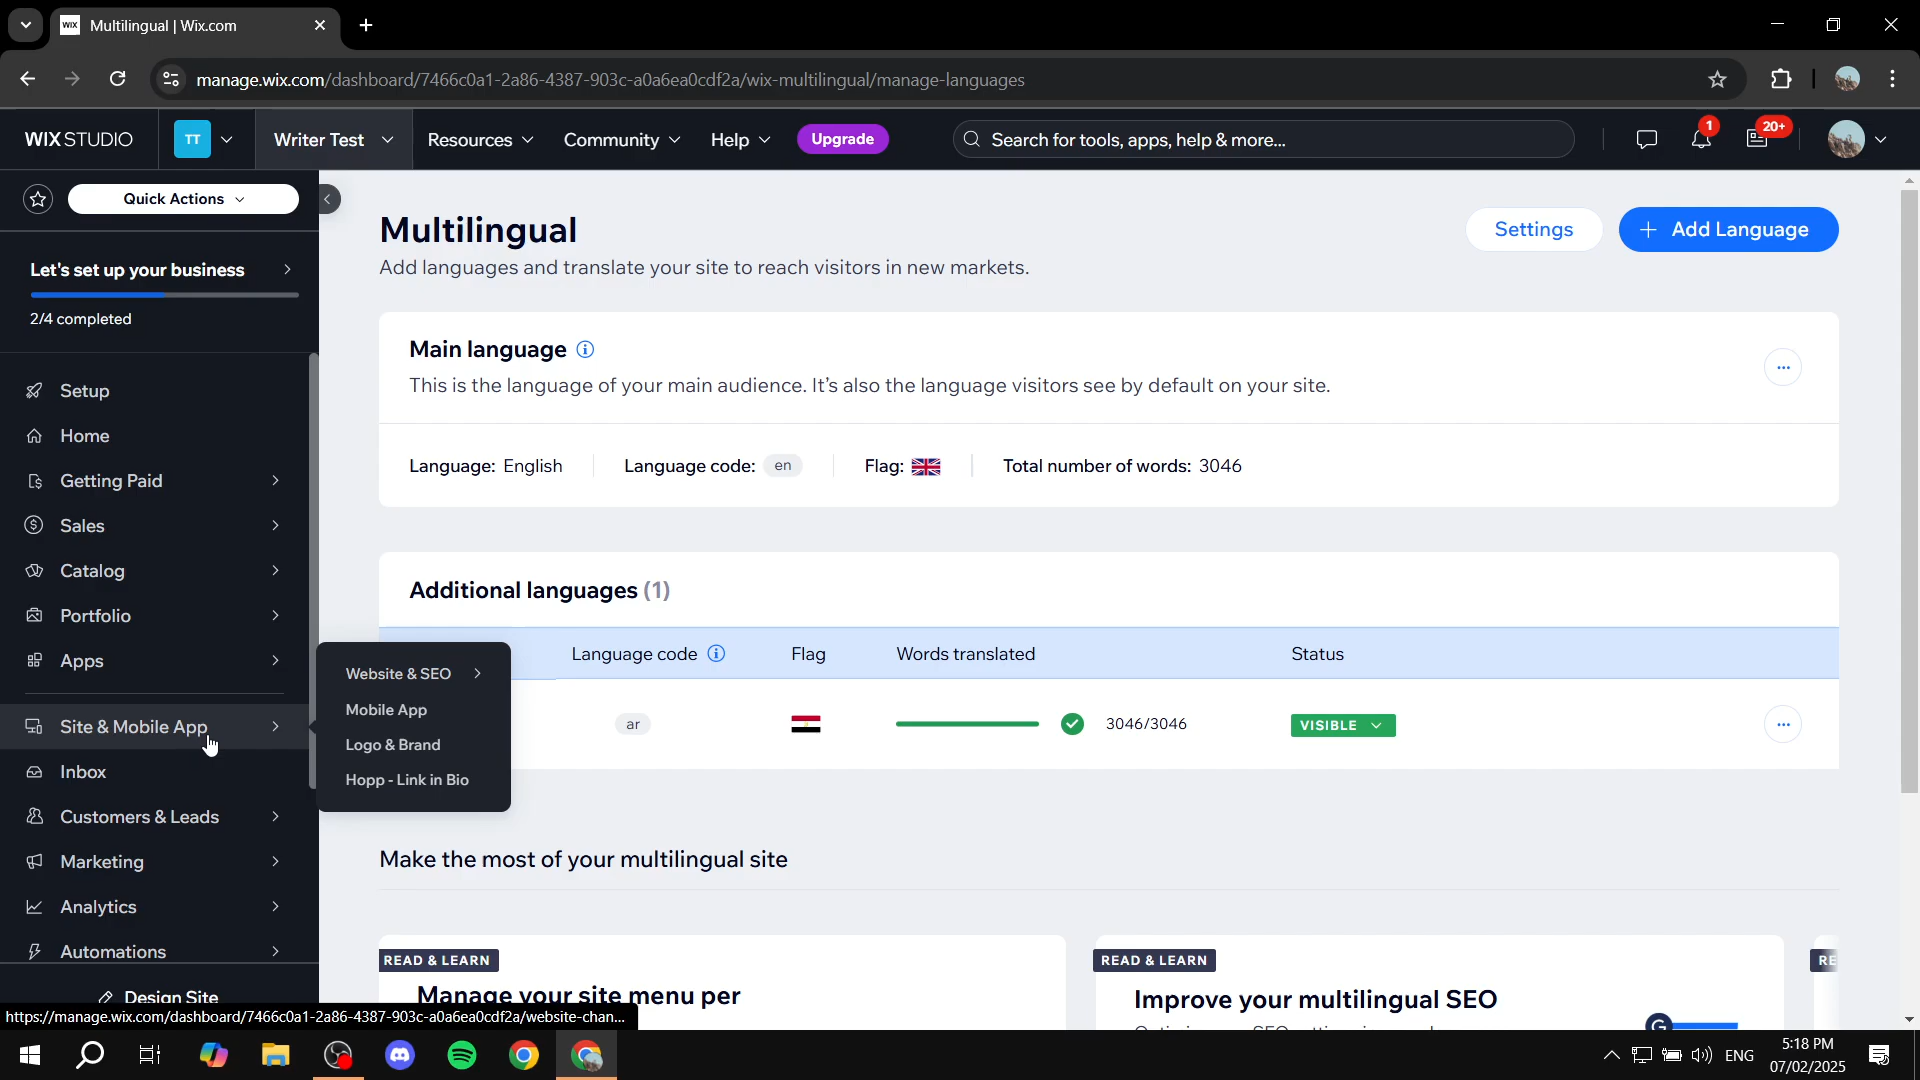 WIX
Multilingual | Wix.com
manage.wix.com/dashboard/7466c0a1-2a86-4387-903c-a0a6ea0cdf2a/wix-multilingual/manage-languages
WIX STUDIO
TT
Writer Test
Resources
Community
Help
Upgrade
Search for tools, apps, help & more...
1
20+
Quick Actions
Let's set up your business
2/4 completed
Setup
Home
Getting Paid
Sales
Catalog
Portfolio
Apps
Site & Mobile App
Inbox
Customers & Leads
Marketing
Analytics
Automations
Design Site
Website & SEO
Mobile App
Logo & Brand
Hopp - Link in Bio
Multilingual
Add languages and translate your site to reach visitors in new markets.
Settings
+ Add Language
Main language
This is the language of your main audience. It's also the language visitors see by default on your site.
Language: English
Language code: en
Flag:
Total number of words: 3046
Additional languages (1)
Language code
Flag
Words translated
Status
ar
3046/3046
VISIBLE
Make the most of your multilingual site
READ & LEARN
Manage your site menu per
READ & LEARN
Improve your multilingual SEO
RE
https://manage.wix.com/dashboard/7466c0a1-2a86-4387-903c-a0a6ea0cdf2a/website-chan...
ENG
5:18 PM
07/02/2025